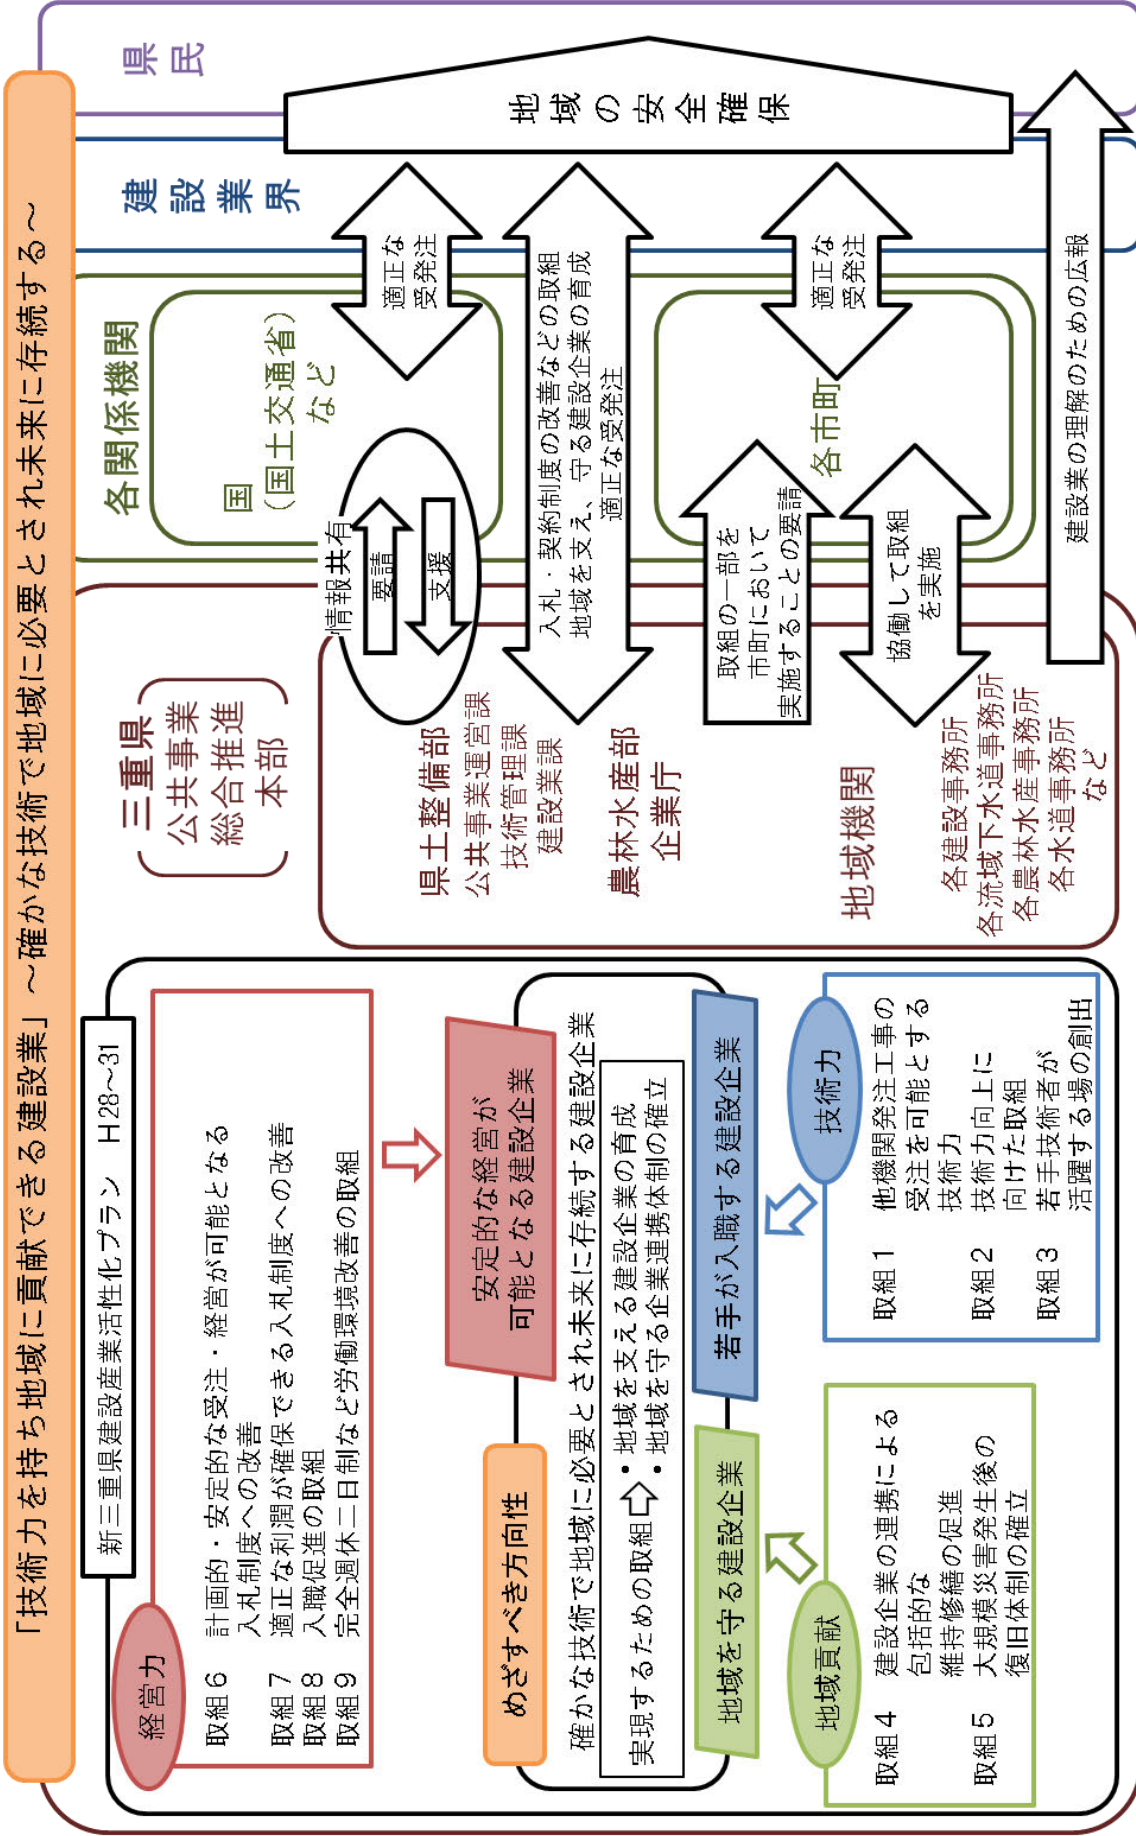 「技術力を持ち地域に貢献できる建設業」～確かな技術で地域に必要とされ未来に存続する～
新三重県建設産業活性化プラン H28～31
経営力
取組６ 計画的・安定的な受注・経営が可能となる
入札制度への改善
取組７ 適正な利潤が確保できる入札制度への改善
取組８ 入職促進の取組
取組９ 完全週休二日制など労働環境改善の取組
安定的な経営が
可能となる建設企業
めざすべき方向性
確かな技術で地域に必要とされ未来に存続する建設企業
実現するための取組
・地域を支える建設企業の育成
・地域を守る企業連携体制の確立
地域を守る建設企業
若手が入職する建設企業
地域貢献
取組４ 建設企業の連携による
包括的な
維持修繕の促進
取組５ 大規模災害発生後の
復旧体制の確立
技術力
取組１ 他機関発注工事の
受注を可能とする
技術力
取組２ 技術力向上に
向けた取組
取組３ 若手技術者が
活躍する場の創出
三重県
公共事業
総合推進
本部
県土整備部
公共事業運営課
技術管理課
建設業課
農林水産部
企業庁
地域機関
各建設事務所
各流域下水道事務所
各農林水産事務所
各水道事務所
など
各関係機関
国
（国土交通省）
など
情報共有
要請
支援
入札・契約制度の改善などの取組
地域を支え、守る建設企業の育成
適正な受発注
取組の一部を
市町において
実施することの要請
各市町
協働して取組
を実施
建設業の理解のための広報
建設業
界
適正な
受発注
適正な
受発注
県
民
地域の安全確
保